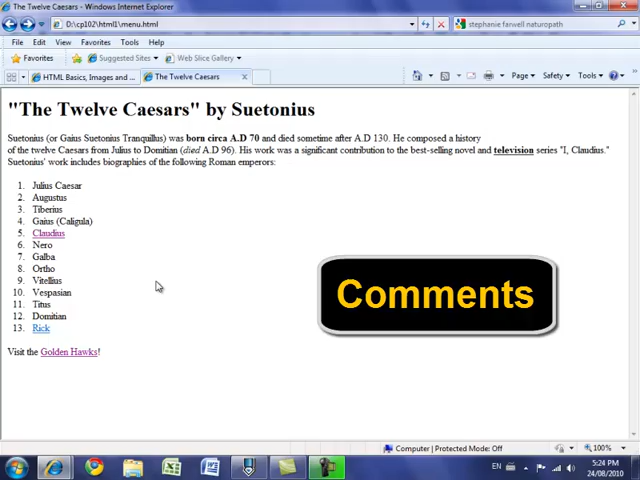 The Twelve Caesars - Windows Internet Explorer
D:\cp102\html1\menu.html
stephanie farwell naturopath
File Edit View Favorites Tools Help
Favorites Suggested Sites Web Slice Gallery
HTML Basics, Images and ... The Twelve Caesars x Page Safety Tools
"The Twelve Caesars" by Suetonius
Suetonius (or Gaius Suetonius Tranquillus) was born circa A.D 70 and died sometime after A.D 130. He composed a history
of the twelve Caesars from Julius to Domitian (died A.D 96). His work was a significant contribution to the best-selling novel and television series "I, Claudius."
Suetonius' work includes biographies of the following Roman emperors:
1. Julius Caesar
2. Augustus
3. Tiberius
4. Gaius (Caligula)
5. Claudius
6. Nero
7. Galba
8. Ortho
9. Vitellius
10. Vespasian
11. Titus
12. Domitian
13. Rick
Comments
Visit the Golden Hawks!
Computer | Protected Mode: Off 100%
EN 5:24 PM
24/08/2010